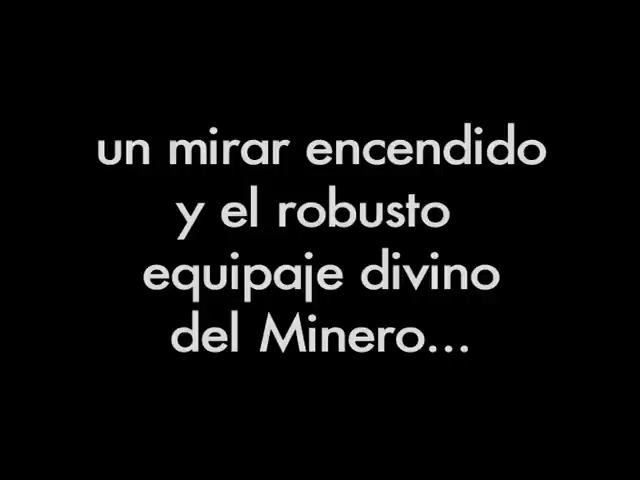 un mirar encendido
y el robusto
equipaje divino
del Minero...